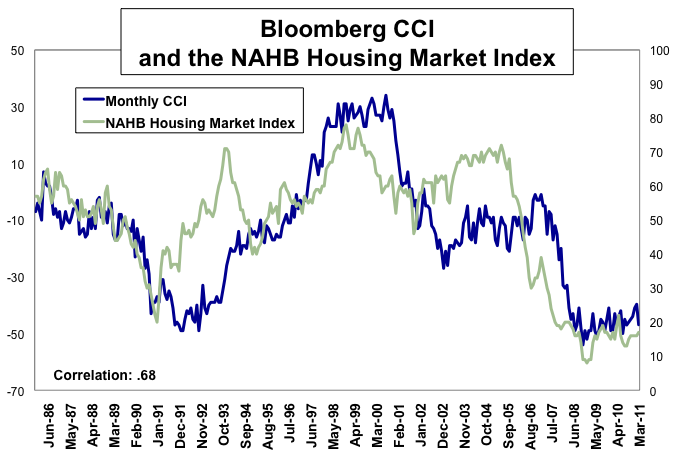 Bloomberg CCI
and the NAHB Housing Market Index
50
30
10
-10
-30
-50
-70
100
90
80
70
60
50
40
30
20
10
0
Monthly CCI
NAHB Housing Market Index
Correlation: .68
Jun-86
May-87
Apr-88
Mar-89
Feb-90
Jan-91
Dec-91
Nov-92
Oct-93
Sep-94
Aug-95
Jul-96
Jun-97
May-98
Apr-99
Mar-00
Feb-01
Jan-02
Dec-02
Nov-03
Oct-04
Sep-05
Aug-06
Jul-07
Jun-08
May-09
Apr-10
Mar-11